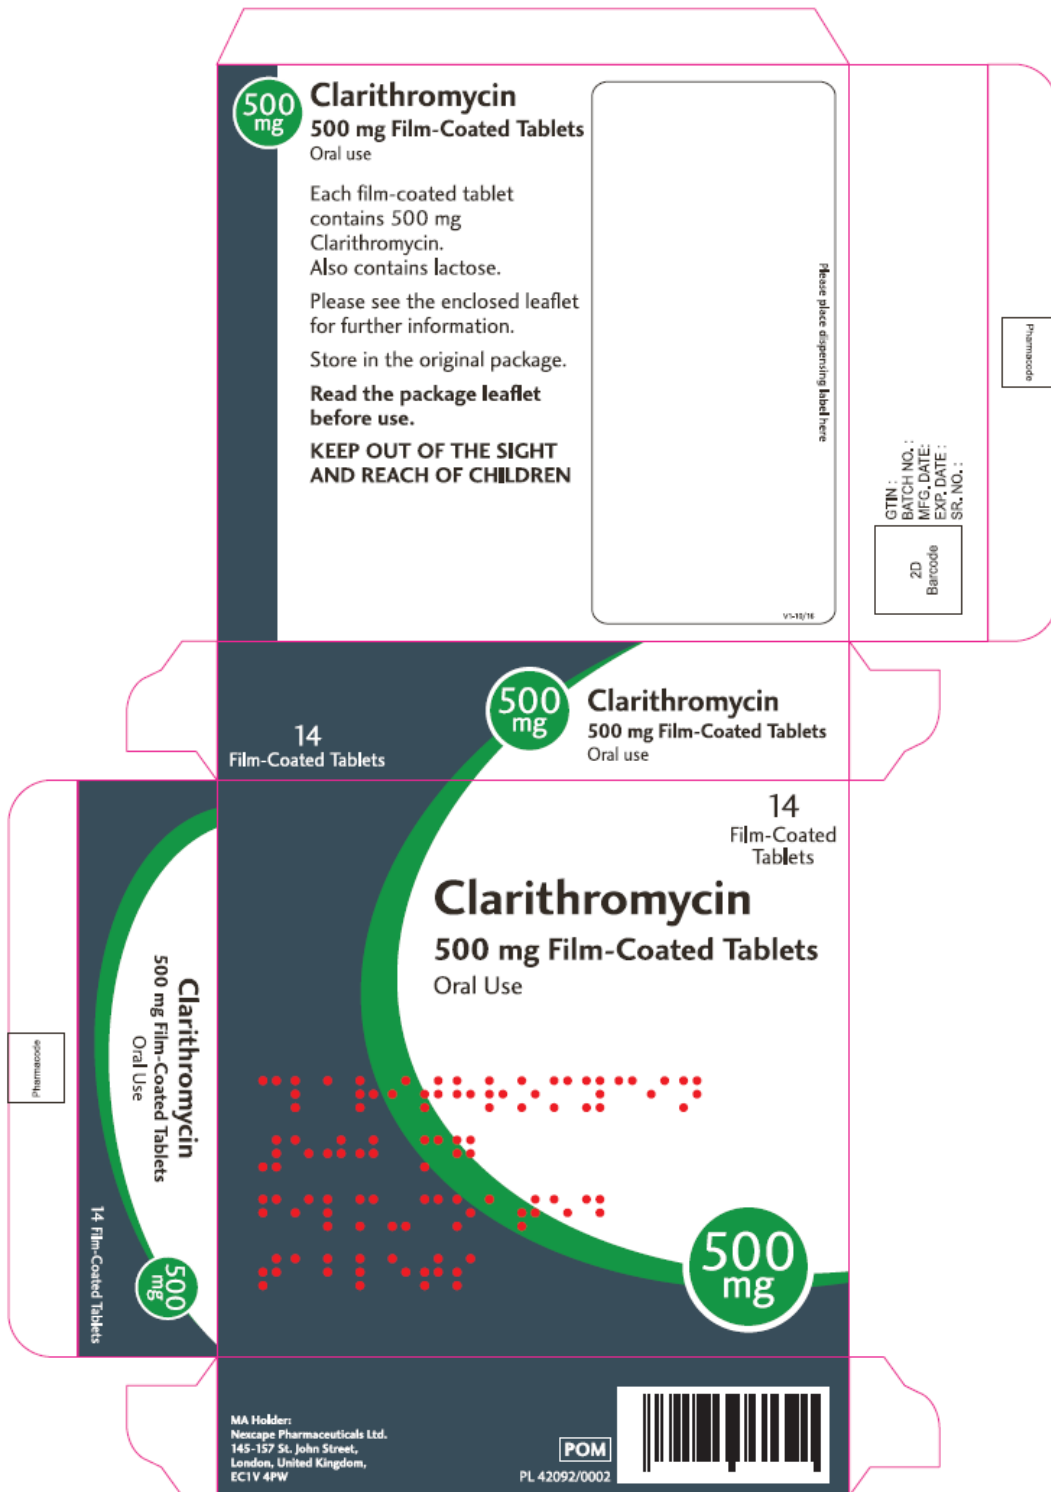 500
mg
Clarithromycin
500 mg Film-Coated Tablets
Oral use
Each film-coated tablet
contains 500 mg
Clarithromycin.
Also contains lactose.
Please see the enclosed leaflet
for further information.
Store in the original package.
Read the package leaflet
before use.
KEEP OUT OF THE SIGHT
AND REACH OF CHILDREN
Please place dispensing label here
V1-10/16
GTIN :
BATCH NO. :
MFG. DATE:
EXP. DATE :
SR. NO. :
2D
Barcode
Pharmacode
14
Film-Coated Tablets
500
mg
Clarithromycin
500 mg Film-Coated Tablets
Oral use
14
Film-Coated
Tablets
Clarithromycin
500 mg Film-Coated Tablets
Oral Use
500
mg
Clarithromycin
500 mg Film-Coated Tablets
Oral Use
14 Film-Coated Tablets
500
mg
Pharmacode
MA Holder:
Nexcape Pharmaceuticals Ltd.
145-157 St. John Street,
London, United Kingdom,
EC1V 4PW
POM
PL 42092/0002